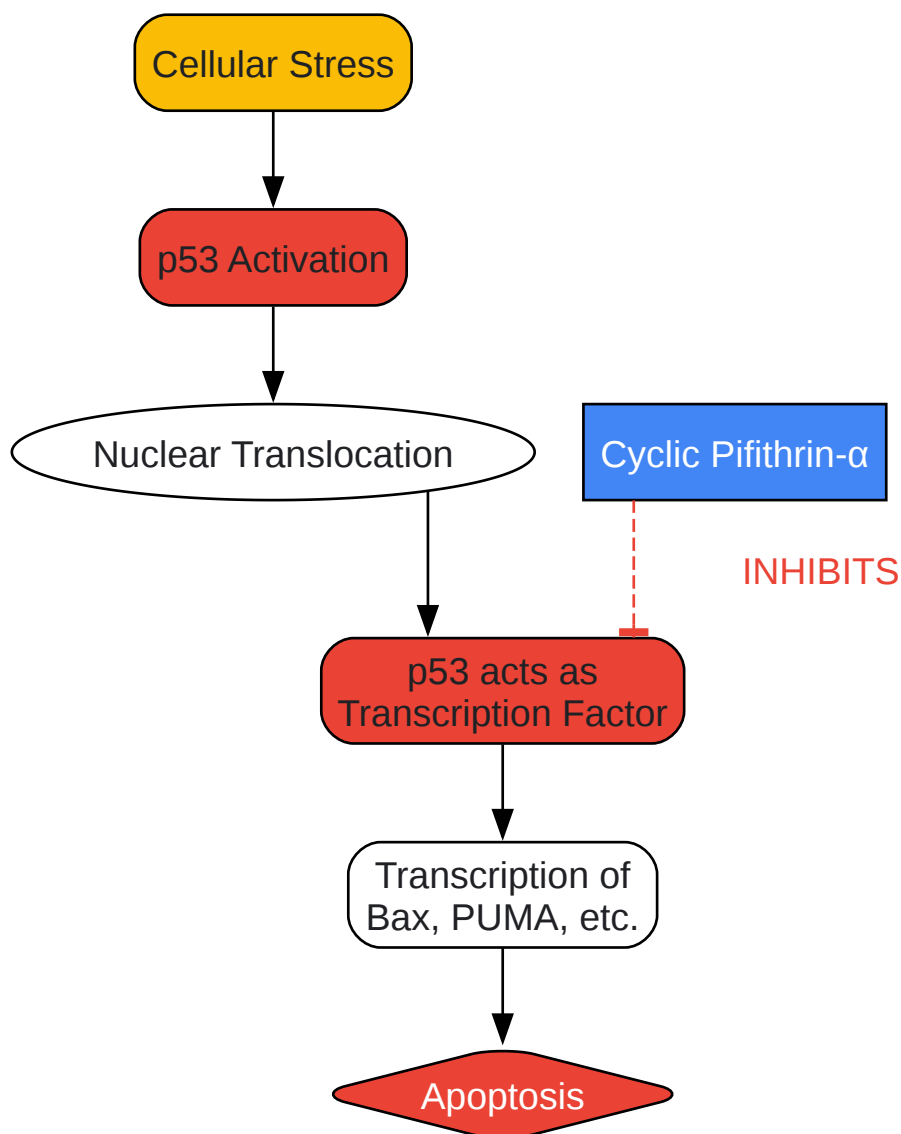 Cellular Stress
p53 Activation
Nuclear Translocation
Cyclic Pifithrin-α
INHIBITS
p53 acts as
Transcription Factor
Transcription of
Bax, PUMA, etc.
Apoptosis